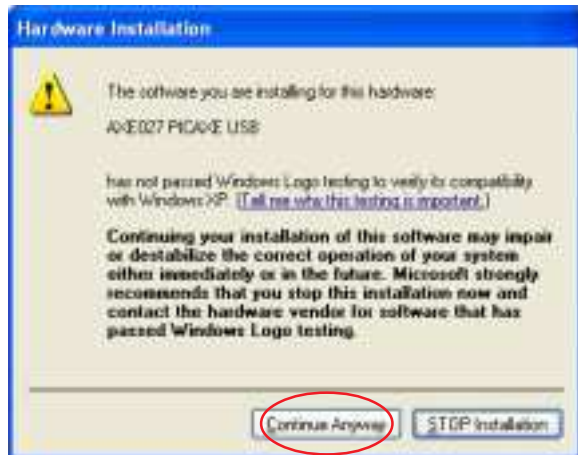 Hardware Installation
The software you are installing for this hardware:
AXE027 PICAXE USB
has not passed Windows Logo testing to verify its compatibility
with Windows XP. (Tell me why this testing is important.)
Continuing your installation of this software may impair
or destabilize the correct operation of your system
either immediately or in the future. Microsoft strongly
recommends that you stop this installation now and
contact the hardware vendor for software that has
passed Windows Logo testing.
Continue Anyway
STOP Installation